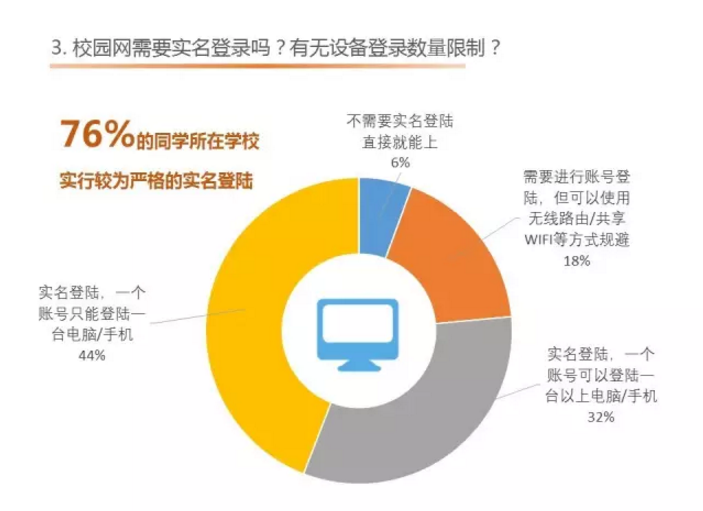 3. 校园网需要实名登录吗？有无设备登录数量限制？
76%的同学所在学校
实行较为严格的实名登陆
不需要实名登陆
直接就能上
6%
需要进行账号登
陆，但可以使用
无线路由/共享
WIFI等方式规避
18%
实名登陆，一个
账号只能登陆一
台电脑/手机
44%
实名登陆，一个
账号可以登陆一
台以上电脑/手机
32%